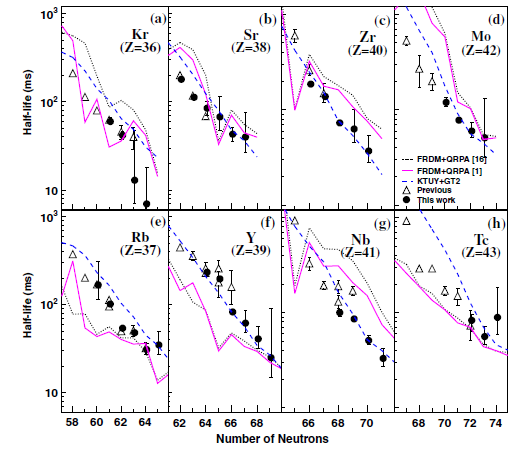 (a) (b) (c) (d)
Kr Sr Zr Mo
(Z=36) (Z=38) (Z=40) (Z=42)
10³
10²
10
Half-life (ms)
FRDM+QRPA [16]
FRDM+QRPA [1]
KTUY+GT2
Previous
This work
(e) (f) (g) (h)
Rb Y Nb Tc
(Z=37) (Z=39) (Z=41) (Z=43)
10³
10²
10
Half-life (ms)
58 60 62 64 62 64 66 68 66 68 70 68 70 72 74
Number of Neutrons